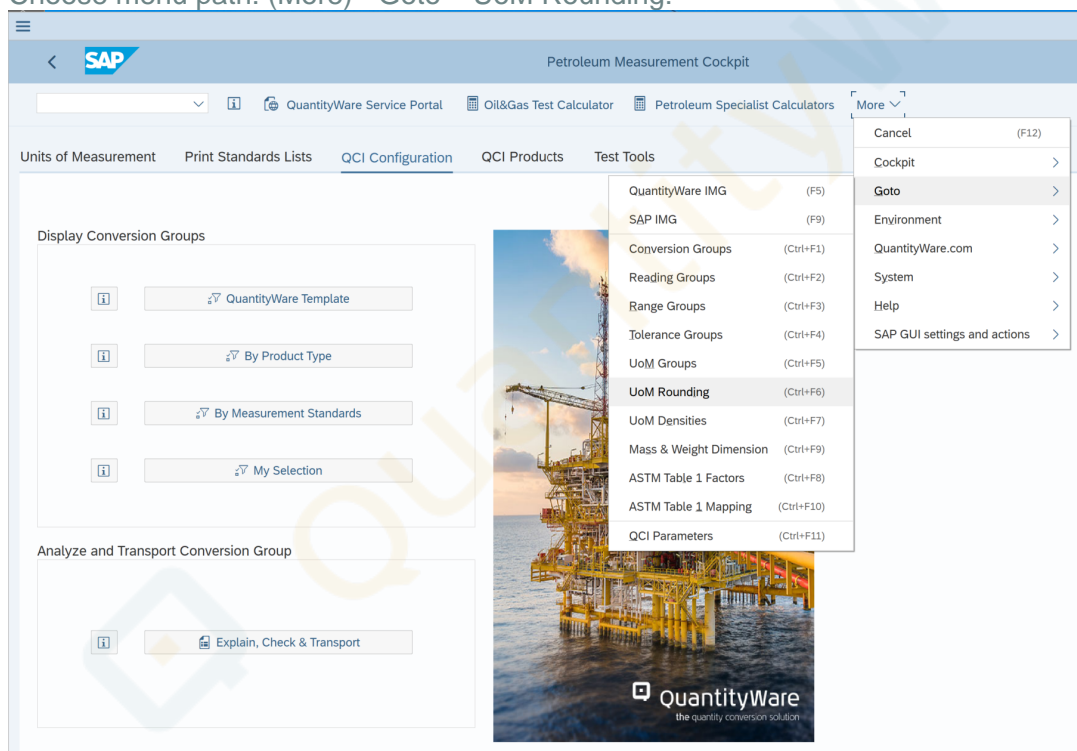 Choose menu path: (More) - Goto – UoM Rounding:
SAP
Petroleum Measurement Cockpit
QuantityWare Service Portal
Oil&Gas Test Calculator
Petroleum Specialist Calculators
More
Cancel (F12)
Cockpit
Goto
Environment
QuantityWare.com
System
Help
SAP GUI settings and actions
Units of Measurement
Print Standards Lists
QCI Configuration
QCI Products
Test Tools
QuantityWare IMG (F5)
SAP IMG (F9)
Conversion Groups (Ctrl+F1)
Reading Groups (Ctrl+F2)
Range Groups (Ctrl+F3)
Tolerance Groups (Ctrl+F4)
UoM Groups (Ctrl+F5)
UoM Rounding (Ctrl+F6)
UoM Densities (Ctrl+F7)
Mass & Weight Dimension (Ctrl+F9)
ASTM Table 1 Factors (Ctrl+F8)
ASTM Table 1 Mapping (Ctrl+F10)
QCI Parameters (Ctrl+F11)
Display Conversion Groups
QuantityWare Template
By Product Type
By Measurement Standards
My Selection
Analyze and Transport Conversion Group
Explain, Check & Transport
QuantityWare
the quantity conversion solution